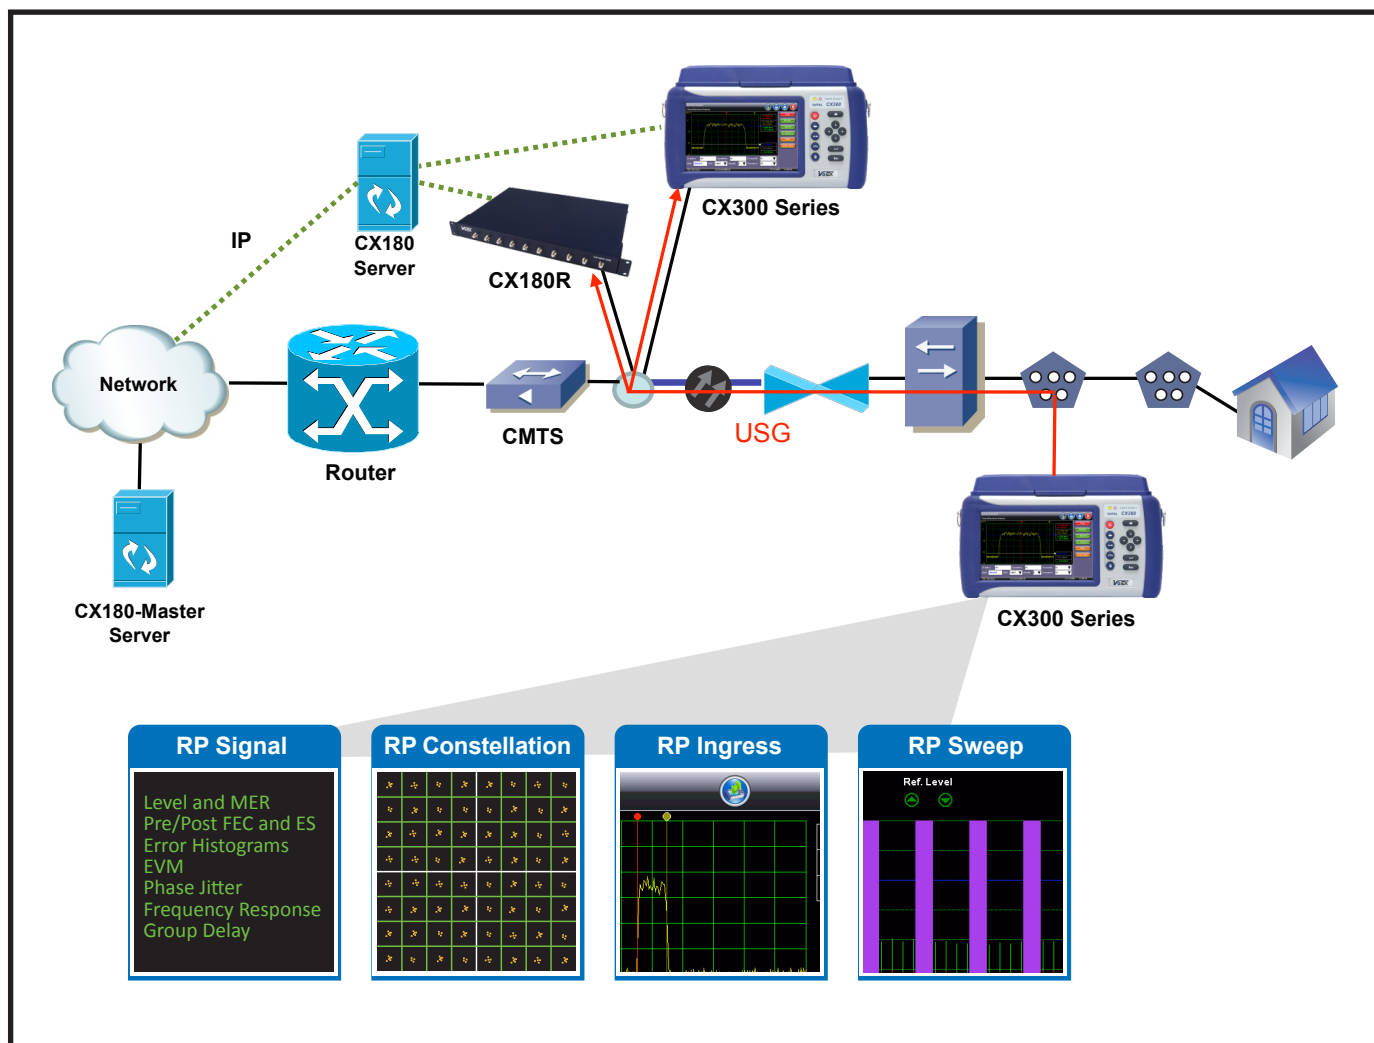 CX300 Series
IP
CX180
Server
CX180R
Network
Router
CMTS
USG
CX180-Master
Server
CX300 Series
RP Signal
Level and MER
Pre/Post FEC and ES
Error Histograms
EVM
Phase Jitter
Frequency Response
Group Delay
RP Constellation
RP Ingress
RP Sweep
Ref. Level